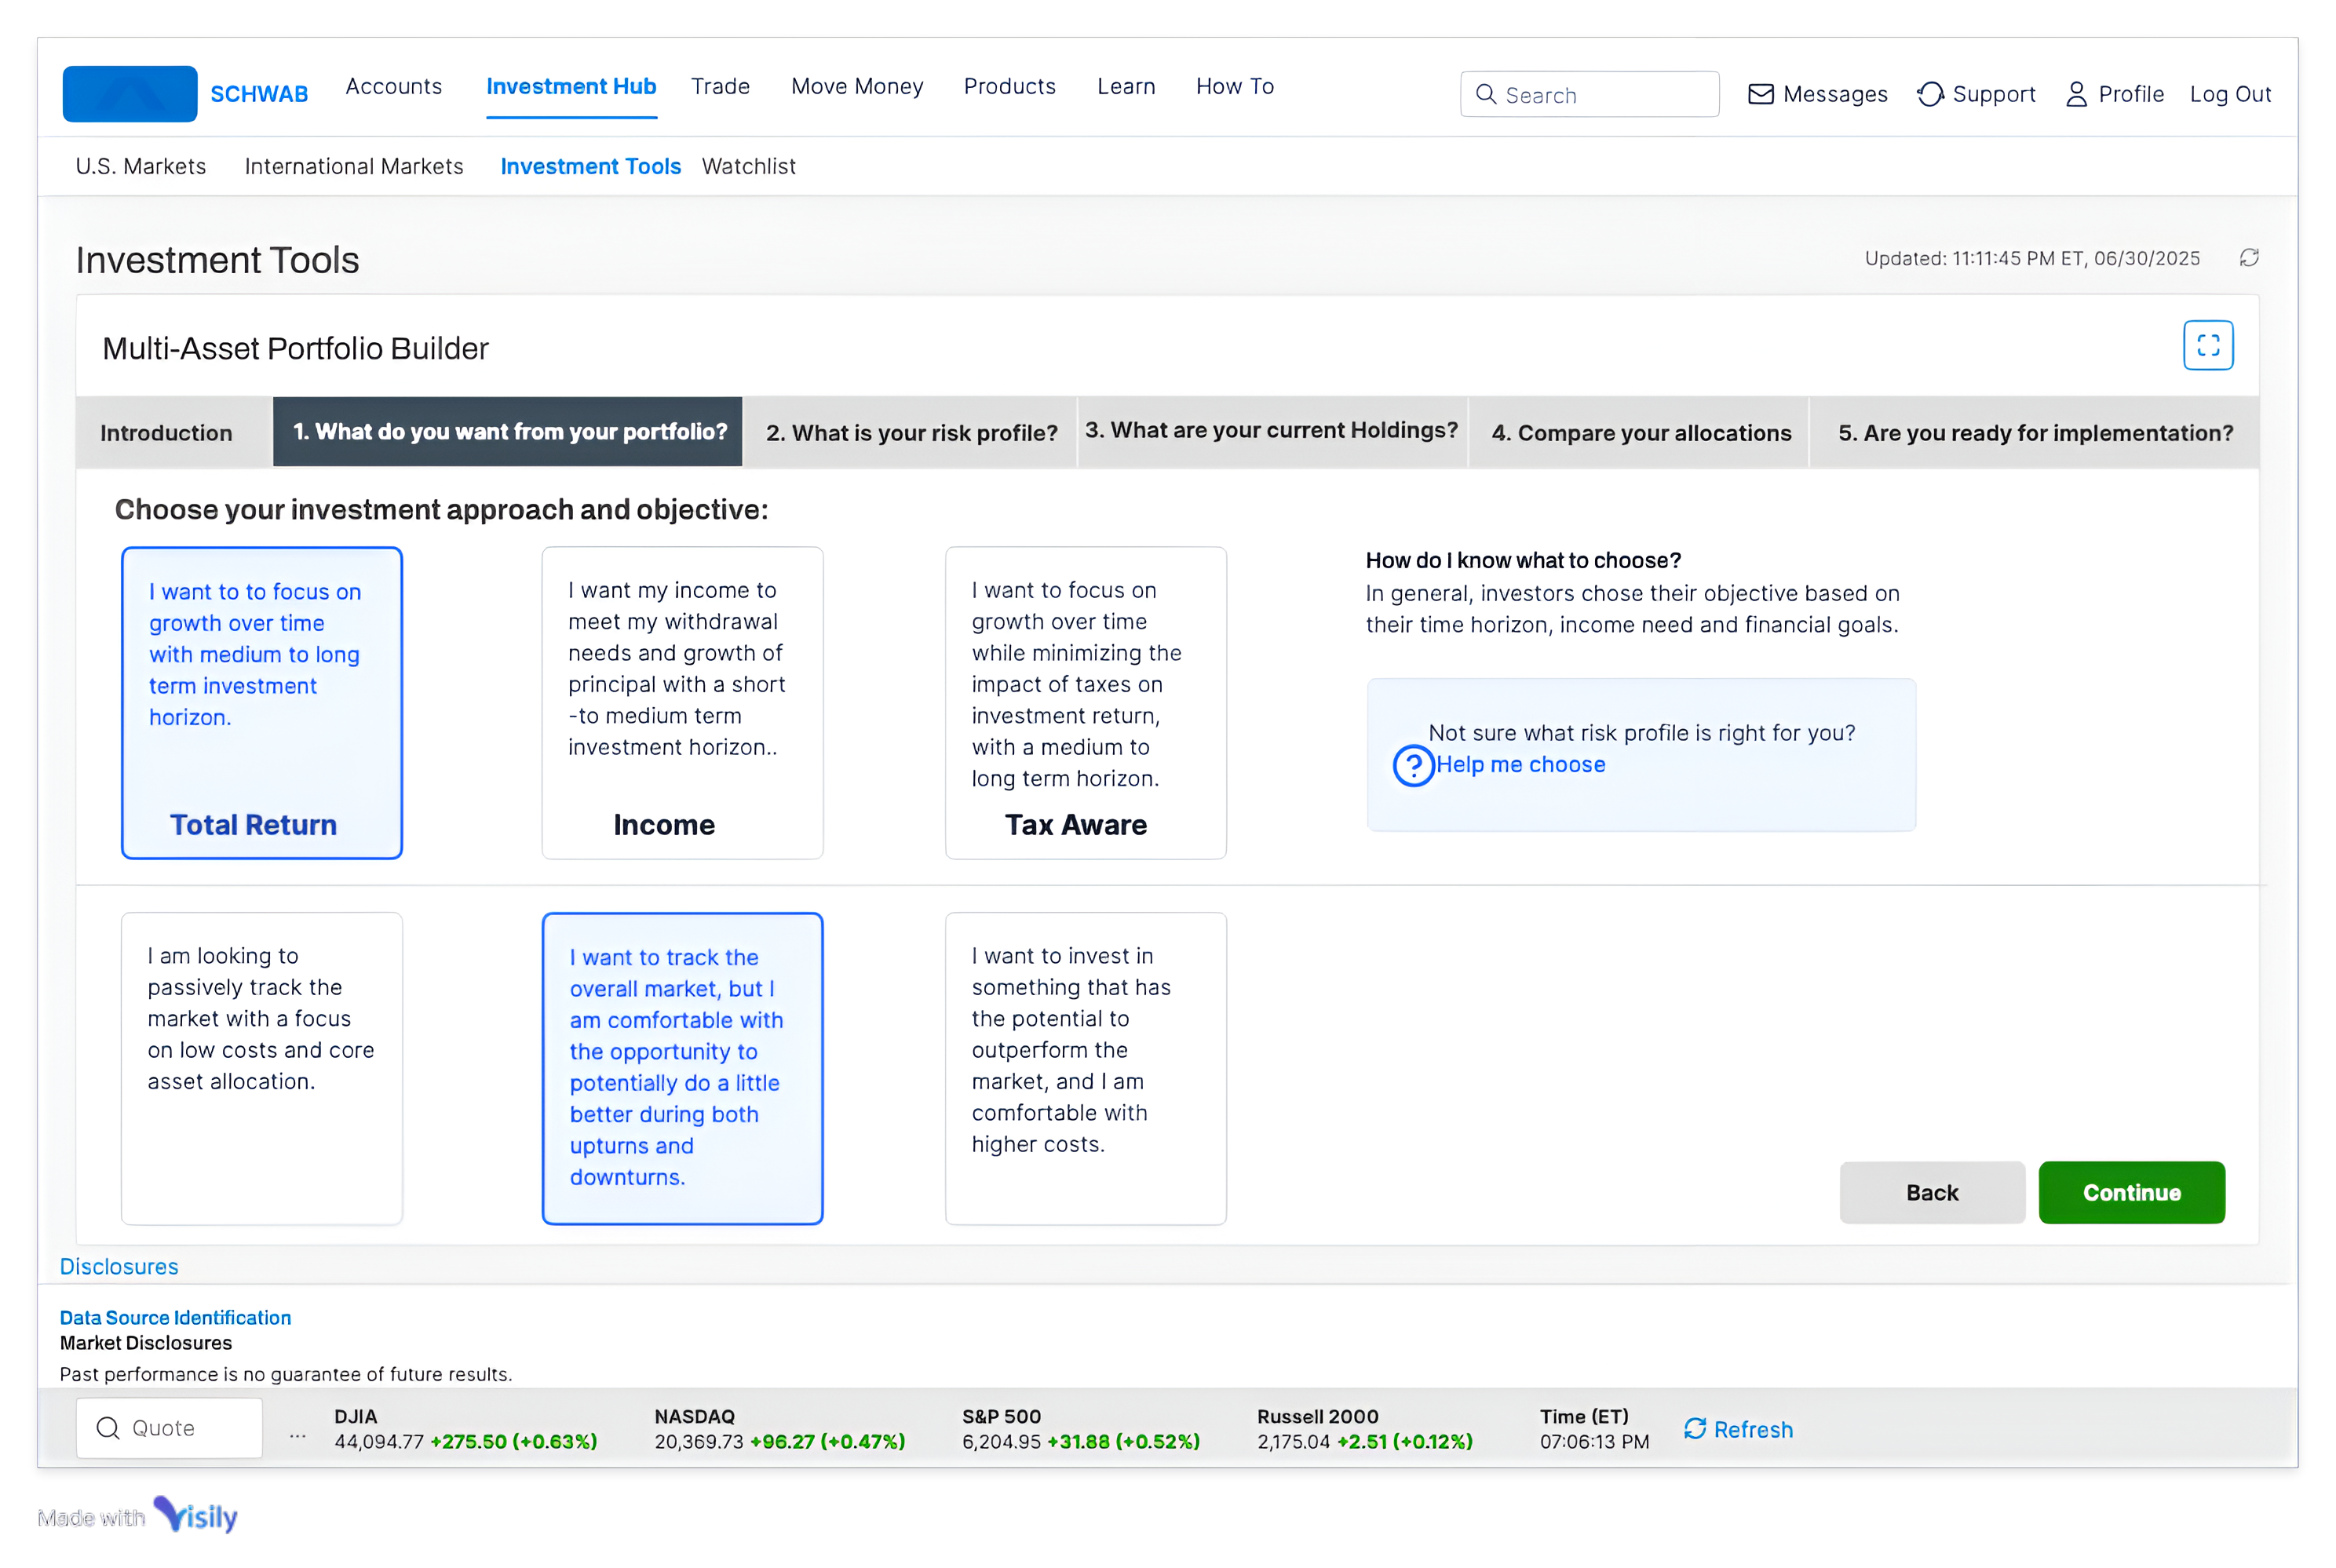 SCHWAB Accounts Investment Hub Trade Move Money Products Learn How To Search Messages Support Profile Log Out
U.S. Markets International Markets Investment Tools Watchlist
Investment Tools
Updated: 11:11:45 PM ET, 06/30/2025
Multi-Asset Portfolio Builder
Introduction 1. What do you want from your portfolio? 2. What is your risk profile? 3. What are your current Holdings? 4. Compare your allocations 5. Are you ready for implementation?
Choose your investment approach and objective:
I want to to focus on
growth over time
with medium to long
term investment
horizon.
Total Return
I want my income to
meet my withdrawal
needs and growth of
principal with a short
-to medium term
investment horizon..
Income
I want to focus on
growth over time
while minimizing the
impact of taxes on
investment return,
with a medium to
long term horizon.
Tax Aware
How do I know what to choose?
In general, investors chose their objective based on
their time horizon, income need and financial goals.
Not sure what risk profile is right for you?
Help me choose
I am looking to
passively track the
market with a focus
on low costs and core
asset allocation.
I want to track the
overall market, but I
am comfortable with
the opportunity to
potentially do a little
better during both
upturns and
downturns.
I want to invest in
something that has
the potential to
outperform the
market, and I am
comfortable with
higher costs.
Back Continue
Disclosures
Data Source Identification
Market Disclosures
Past performance is no guarantee of future results.
Quote
...
DJIA
44,094.77 +275.50 (+0.63%)
NASDAQ
20,369.73 +96.27 (+0.47%)
S&P 500
6,204.95 +31.88 (+0.52%)
Russell 2000
2,175.04 +2.51 (+0.12%)
Time (ET)
07:06:13 PM
Refresh
Made with Visily